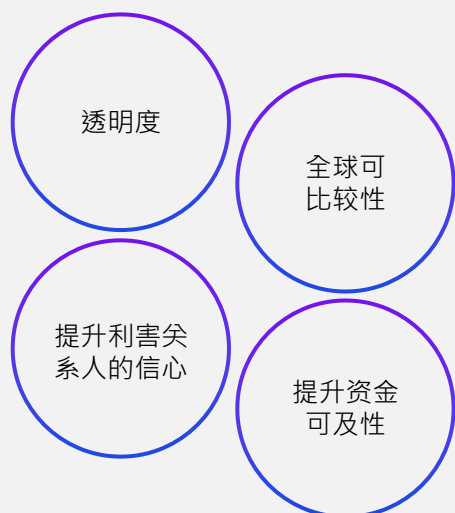 透明度
全球可
比较性
提升利害关
系人的信心
提升资金
可及性